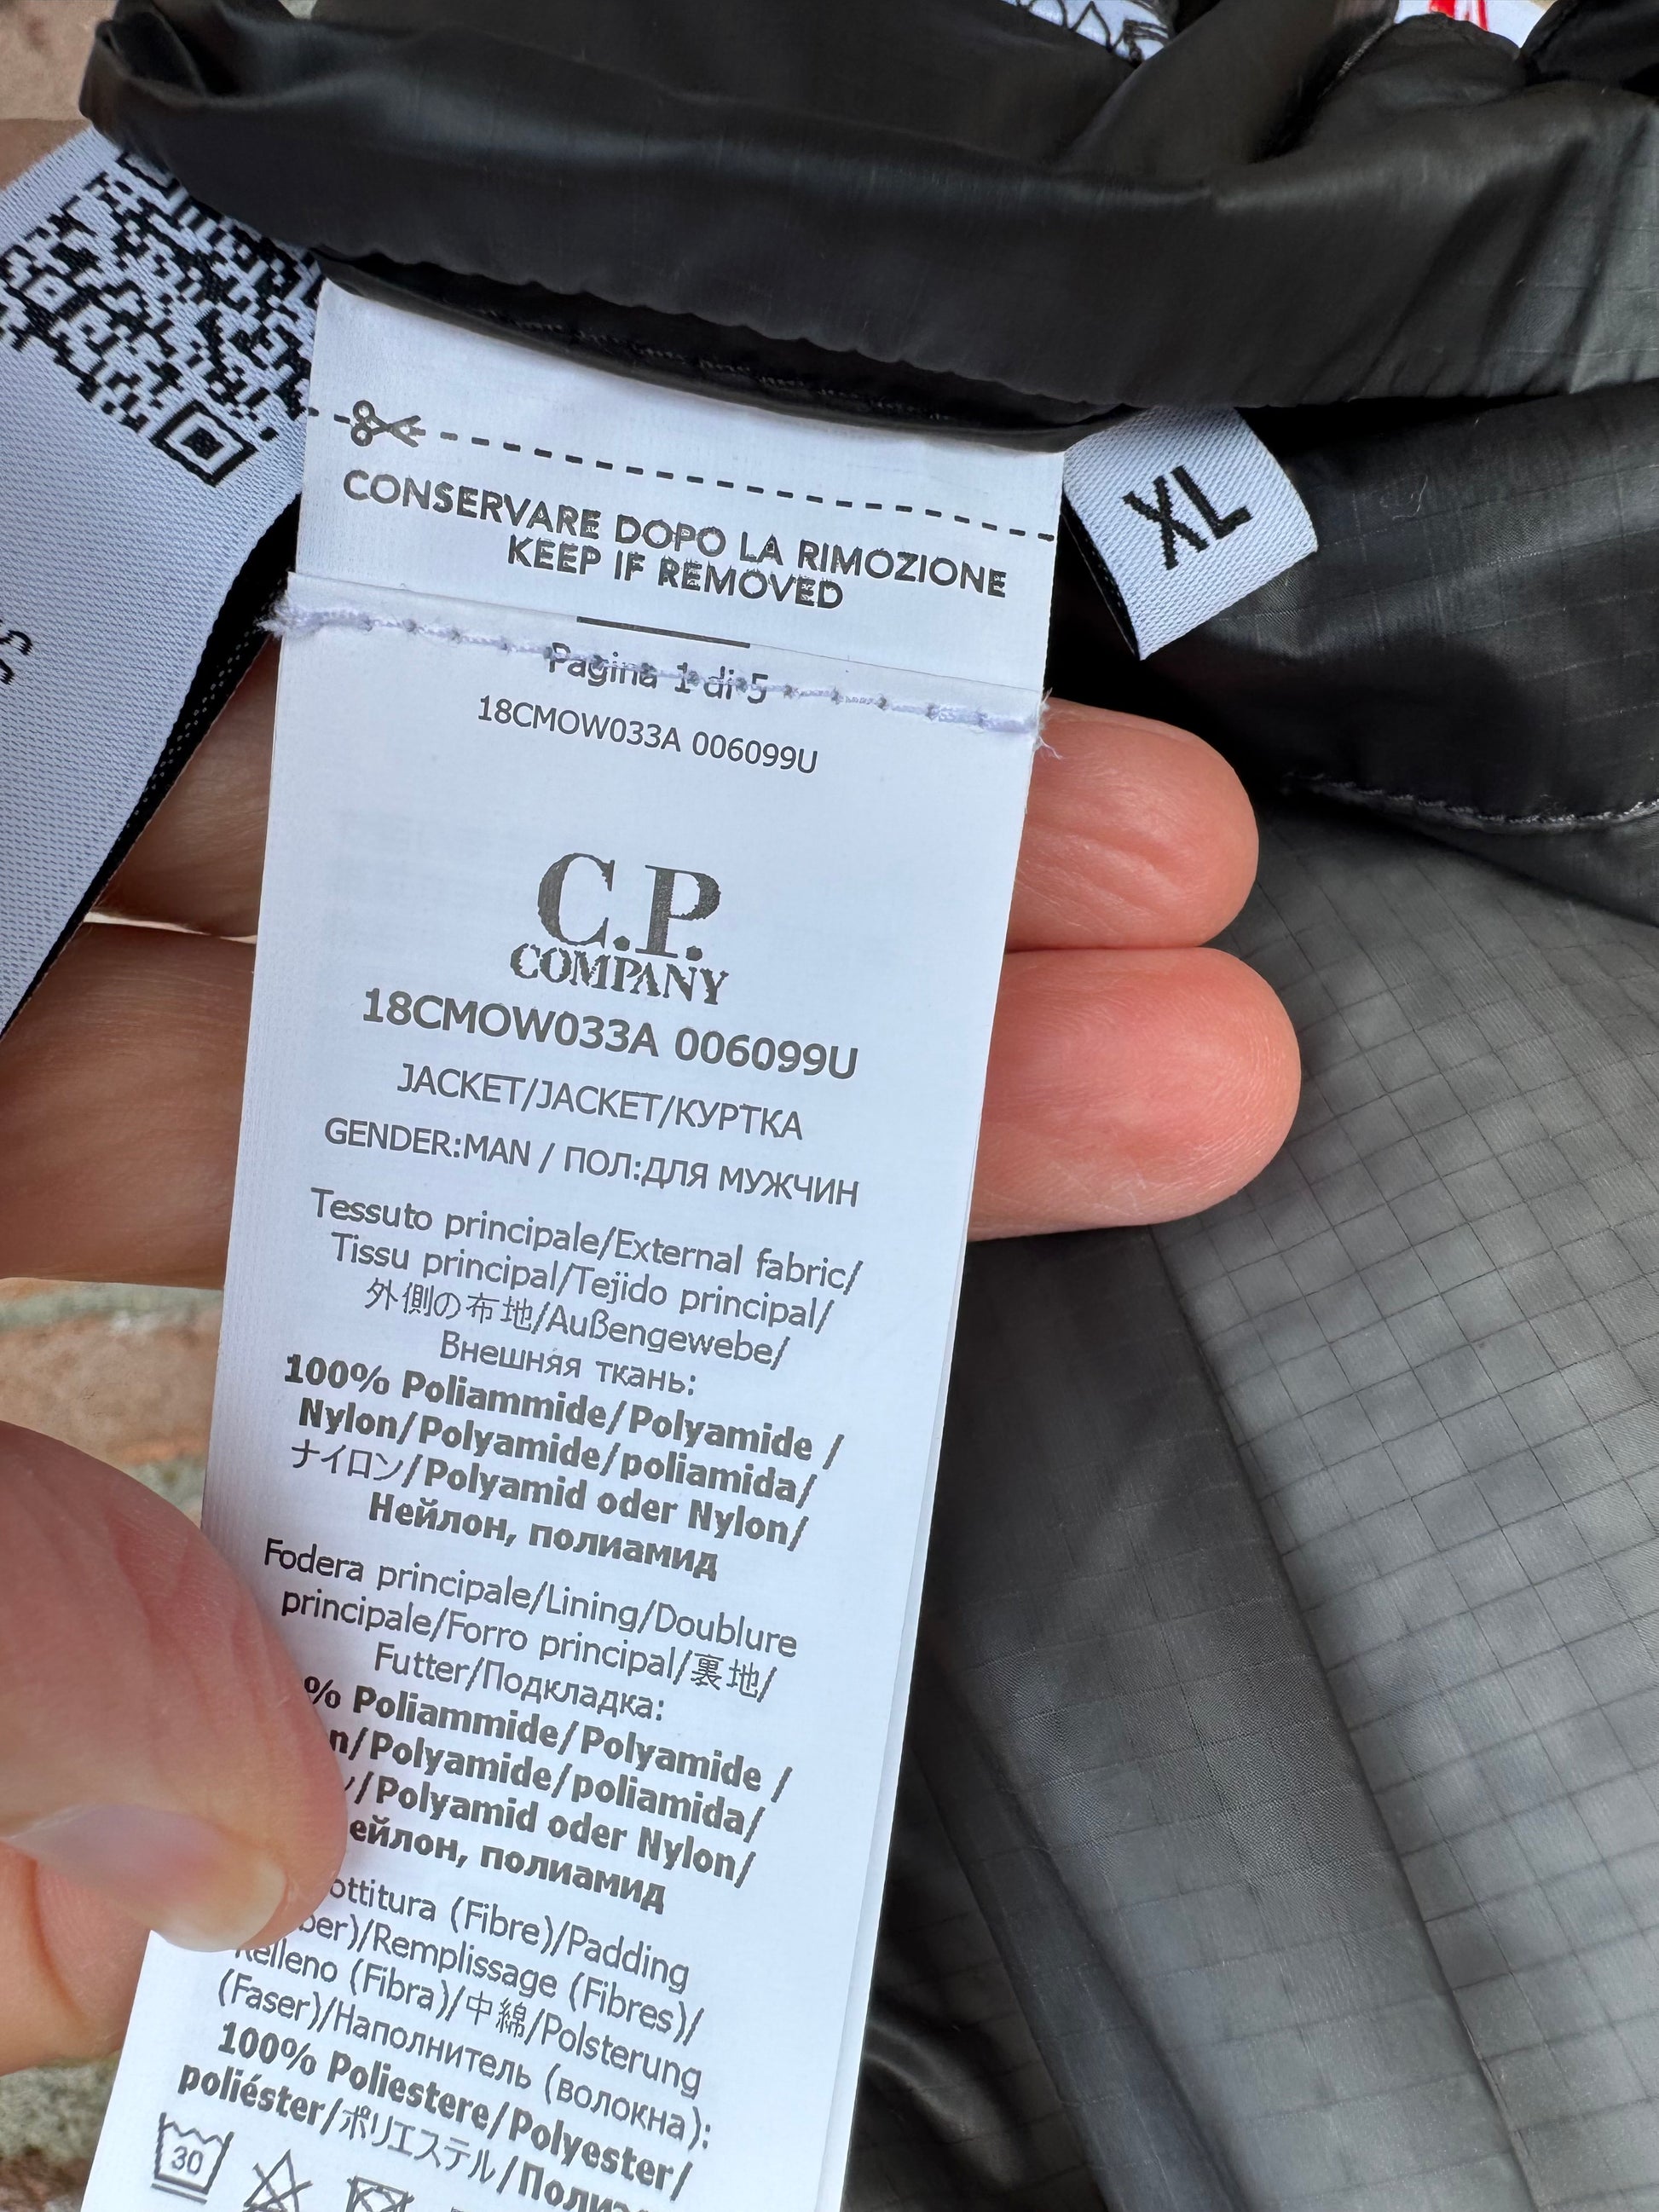 XL
CONSERVARE DOPO LA RIMOZIONE
KEEP IF REMOVED
Pagina 1 di 5
18CMOW033A 006099U
C.P.
COMPANY
18CMOW033A 006099U
JACKET/JACKET/КУРТКА
GENDER:MAN / ПОЛ:ДЛЯ МУЖЧИН
Tessuto principale/External fabric/
Tissu principal/Tejido principal/
外側の布地/Außengewebe/
Внешняя ткань:
100% Poliammide/Polyamide /
Nylon/Polyamide/poliamida/
ナイロン/Polyamid oder Nylon/
Нейлон, полиамид
Fodera principale/Lining/Doublure
principale/Forro principal/裏地/
Futter/Подкладка:
% Poliammide/Polyamide /
n/Polyamide/poliamida/
/Polyamid oder Nylon/
ейлон, полиамид
ottitura (Fibre)/Padding
ber)/Remplissage (Fibres)/
Relleno (Fibra)/中綿/Polsterung
(Faser)/Наполнитель (волокна):
100% Poliestere/Polyester/
poliéster/ポリエステル/Полиэ
30